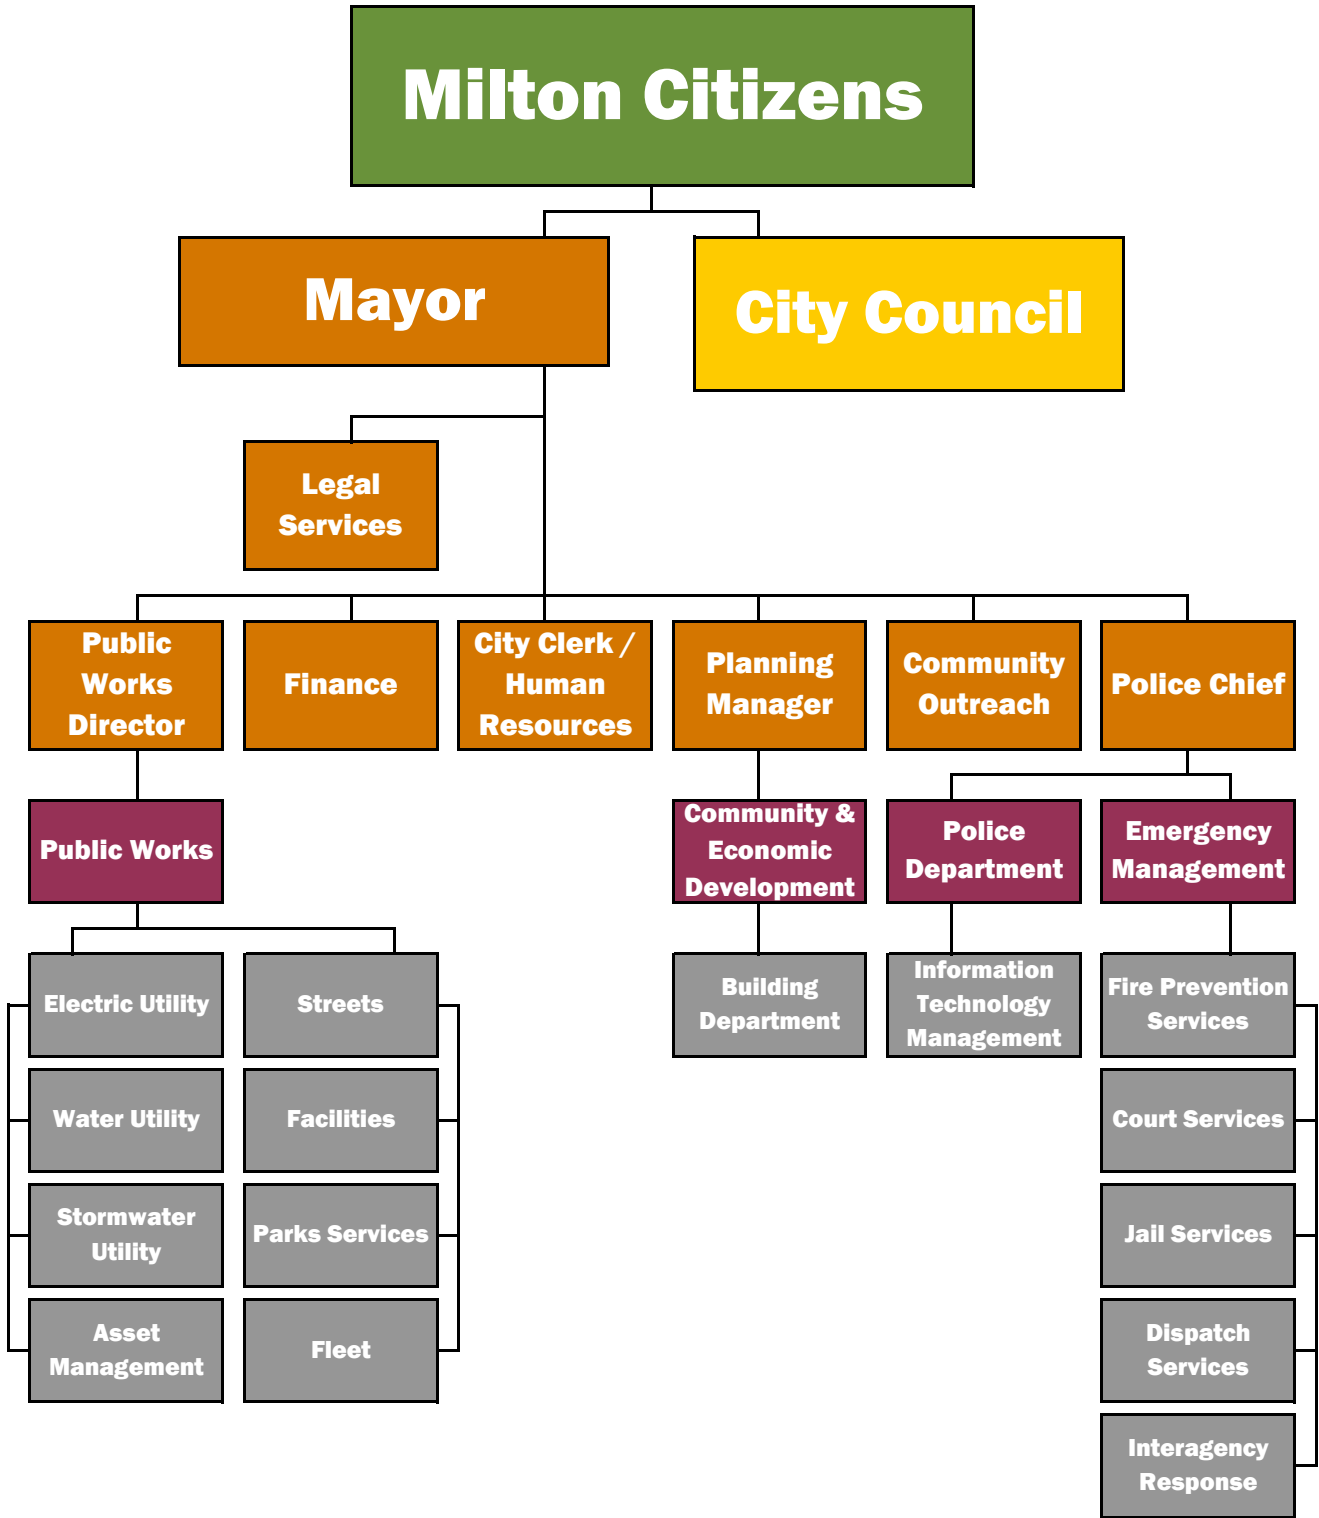 Milton Citizens
Mayor
City Council
Legal
Services
Public
Works
Director
Finance
City Clerk /
Human
Resources
Planning
Manager
Community
Outreach
Police Chief
Public Works
Community &
Economic
Development
Police
Department
Emergency
Management
Electric Utility
Streets
Building
Department
Information
Technology
Management
Fire Prevention
Services
Water Utility
Facilities
Court Services
Stormwater
Utility
Parks Services
Jail Services
Asset
Management
Fleet
Dispatch
Services
Interagency
Response